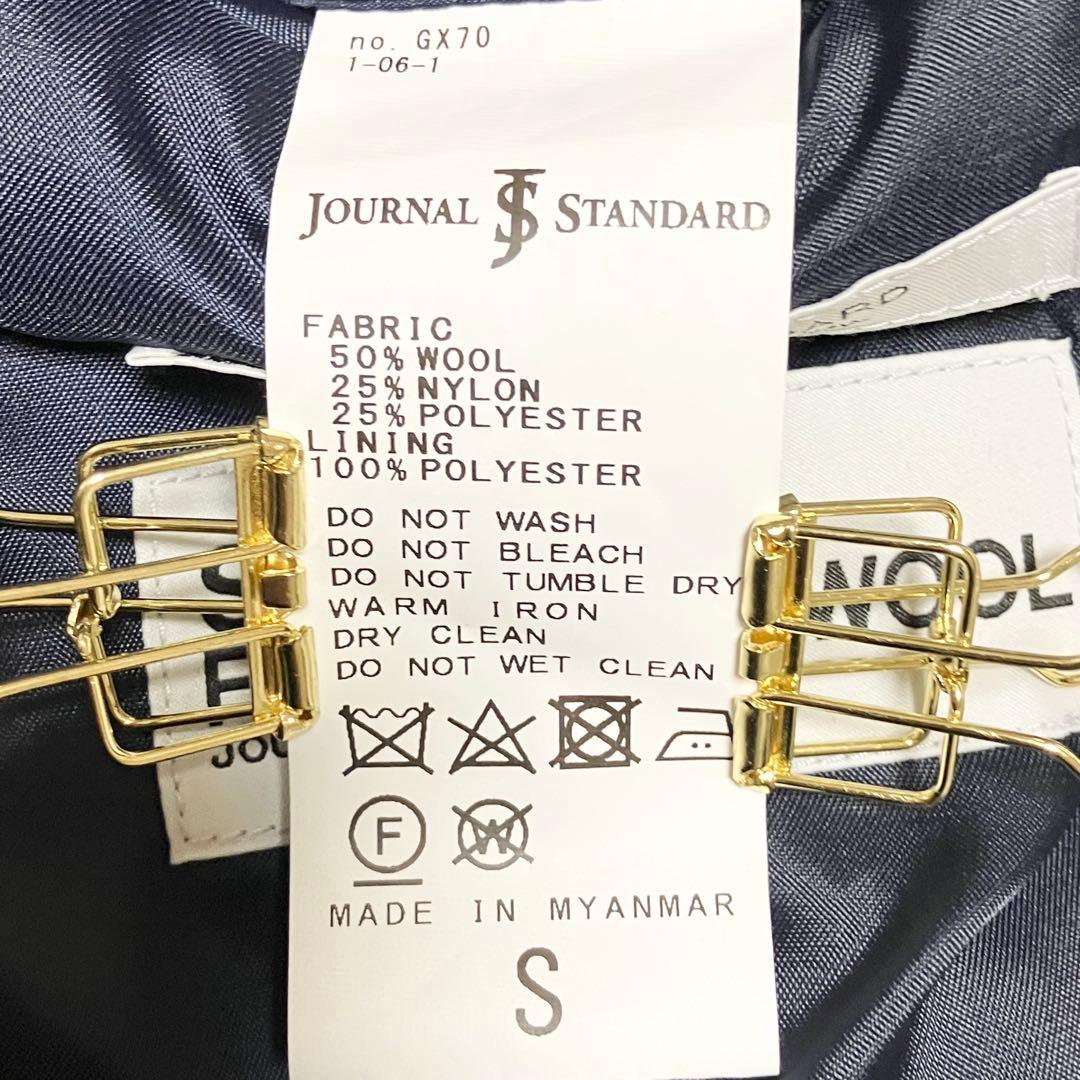 no. GX70
1-06-1
JOURNAL JS STANDARD
FABRIC
50% WOOL
25% NYLON
25% POLYESTER
LINING
100% POLYESTER
DO NOT WASH
DO NOT BLEACH
DO NOT TUMBLE DRY
WARM IRON
DRY CLEAN
DO NOT WET CLEAN
F W
MADE IN MYANMAR
S
WOOL